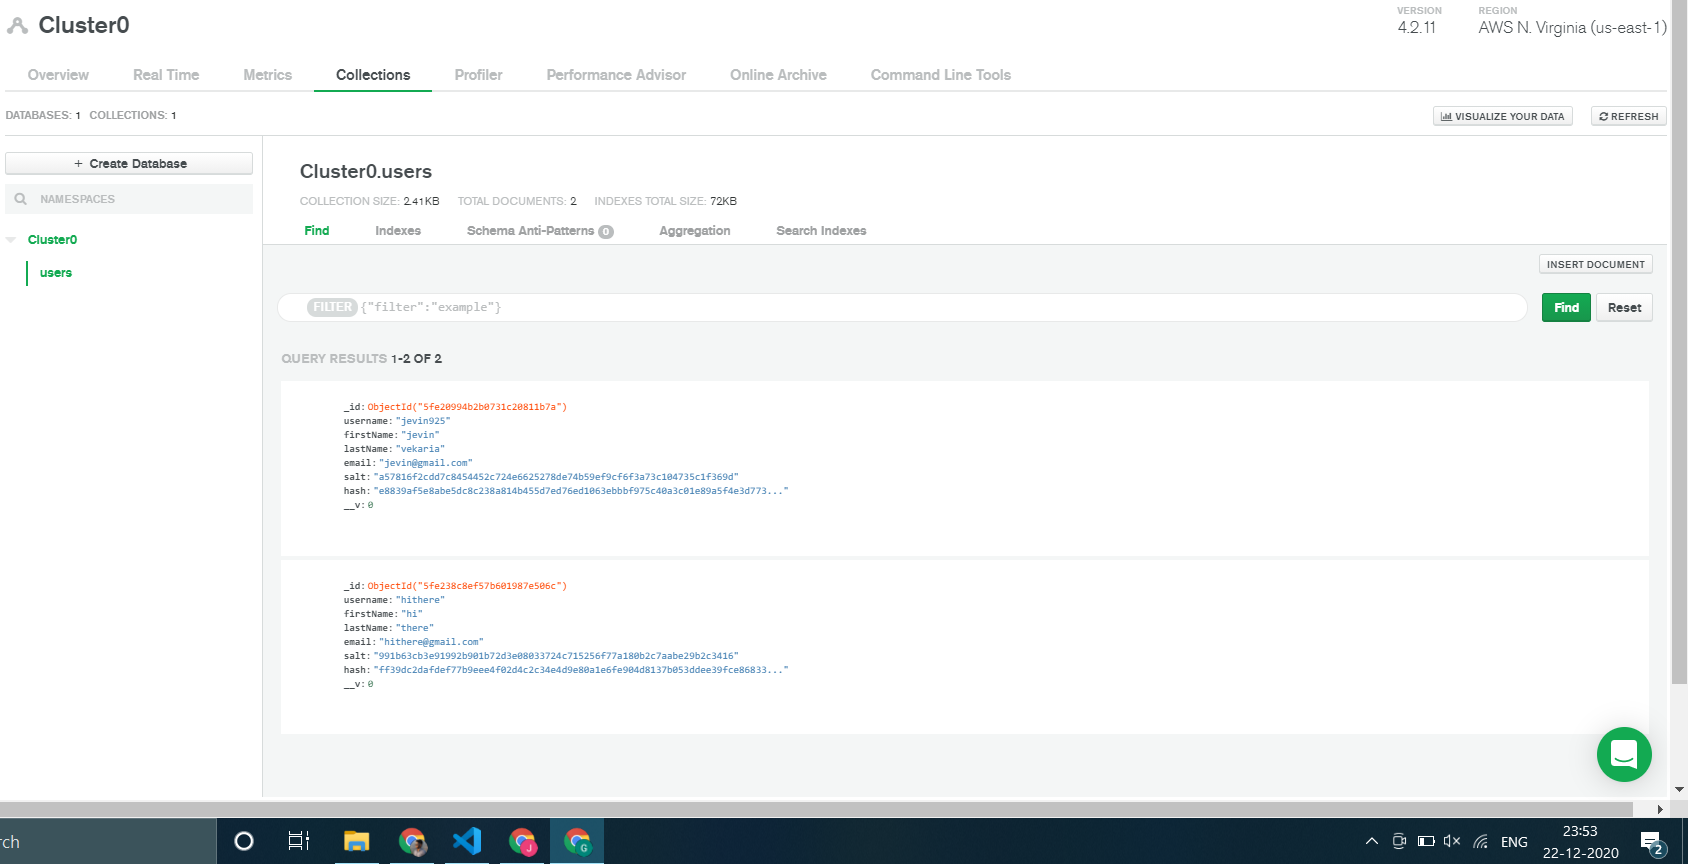 Cluster0
VERSION
4.2.11
REGION
AWS N. Virginia (us-east-1)
Overview
Real Time
Metrics
Collections
Profiler
Performance Advisor
Online Archive
Command Line Tools
DATABASES: 1 COLLECTIONS: 1
VISUALIZE YOUR DATA
REFRESH
+ Create Database
NAMESPACES
Cluster0
users
Cluster0.users
COLLECTION SIZE: 2.41KB TOTAL DOCUMENTS: 2 INDEXES TOTAL SIZE: 72KB
Find
Indexes
Schema Anti-Patterns 0
Aggregation
Search Indexes
INSERT DOCUMENT
FILTER {"filter":"example"}
Find
Reset
QUERY RESULTS 1-2 OF 2
_id: ObjectId("5fe20994b2b0731c20811b7a")
username: "jevin925"
firstName: "jevin"
lastName: "vekaria"
email: "jevin@gmail.com"
salt: "a57816f2cdd7c8454452c724e6625278de74b59ef9cf6f3a73c104735c1f369d"
hash: "e8839af5e8abe5dc8c238a814b455d7ed76ed1063ebbbf975c40a3c01e89a5f4e3d773..."
__v: 0
_id: ObjectId("5fe238c8ef57b601987e506c")
username: "hithere"
firstName: "hi"
lastName: "there"
email: "hithere@gmail.com"
salt: "991b63cb3e91992b901b72d3e08033724c715256f77a180b2c7aabe29b2c3416"
hash: "ff39dc2dafdef77b9eee4f02d4c2c34e4d9e80a1e6fe904d8137b053ddee39fce86833..."
__v: 0
rch
J
G
ENG
23:53
22-12-2020
2